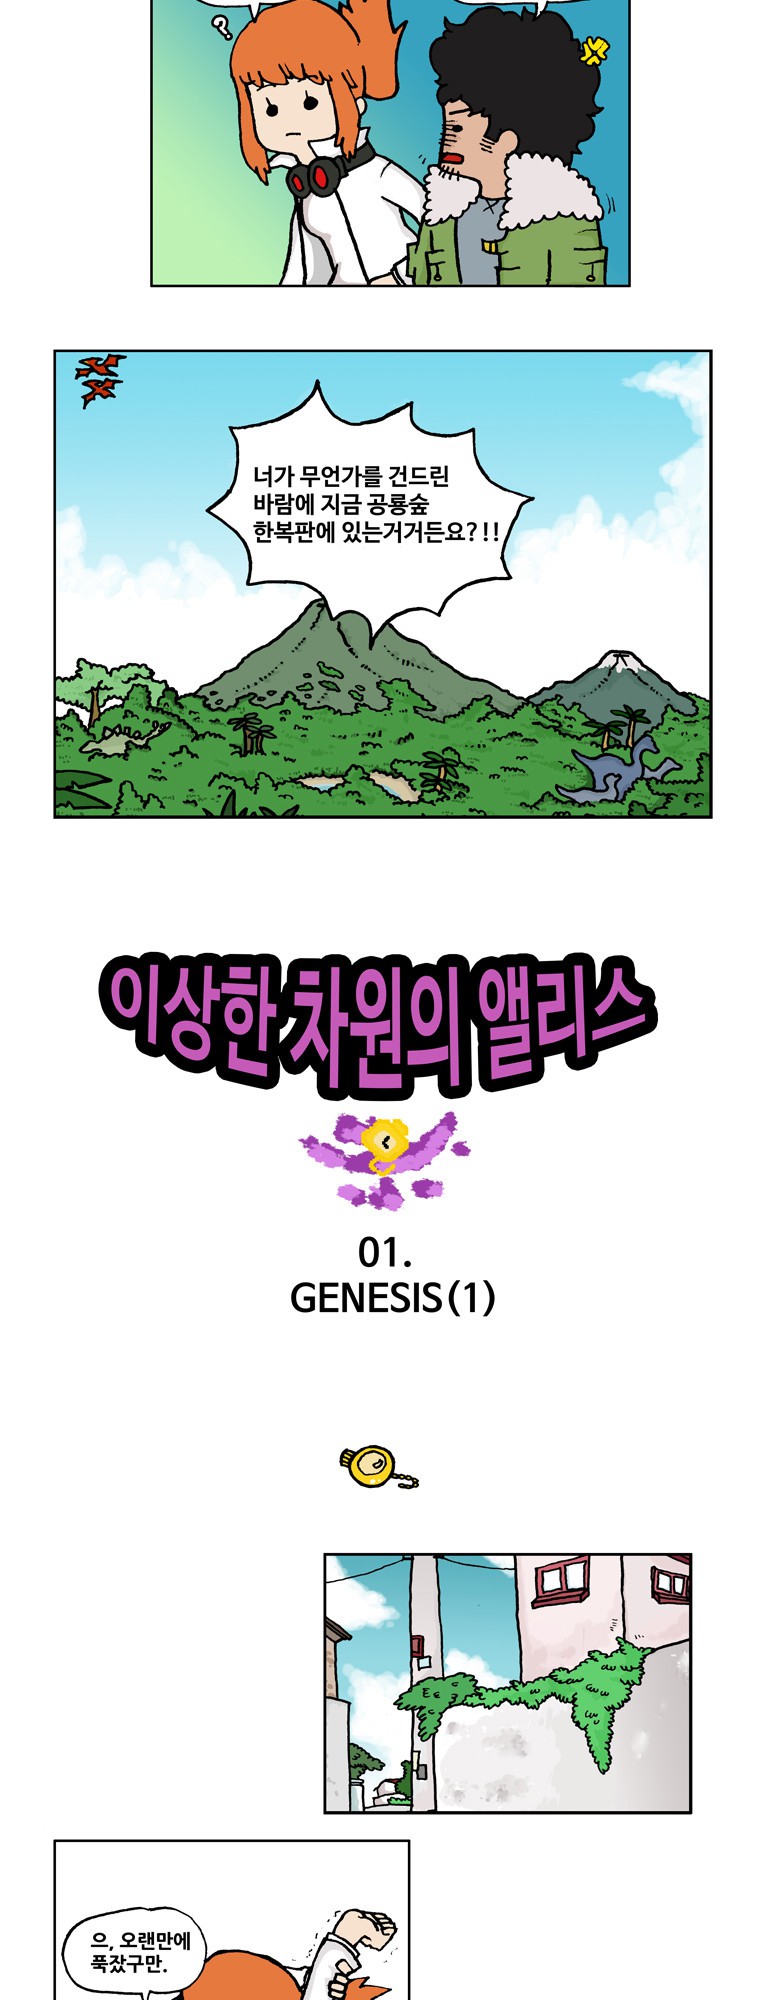 ?
너가 무언가를 건드린
바람에 지금 공룡숲
한복판에 있는거거든요?!!
이상한 차원의 앨리스
01.
GENESIS(1)
으, 오랜만에
푹잤구만.